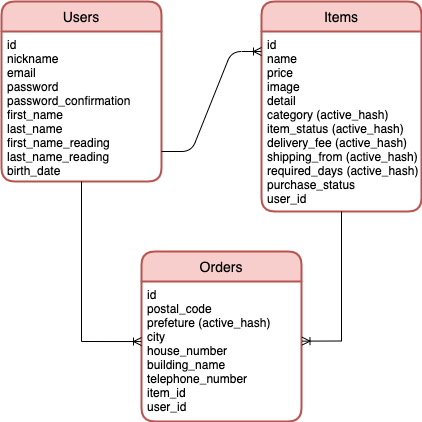 Users
id
nickname
email
password
password_confirmation
first_name
last_name
first_name_reading
last_name_reading
birth_date
Items
id
name
price
image
detail
category (active_hash)
item_status (active_hash)
delivery_fee (active_hash)
shipping_from (active_hash)
required_days (active_hash)
purchase_status
user_id
Orders
id
postal_code
prefeture (active_hash)
city
house_number
building_name
telephone_number
item_id
user_id